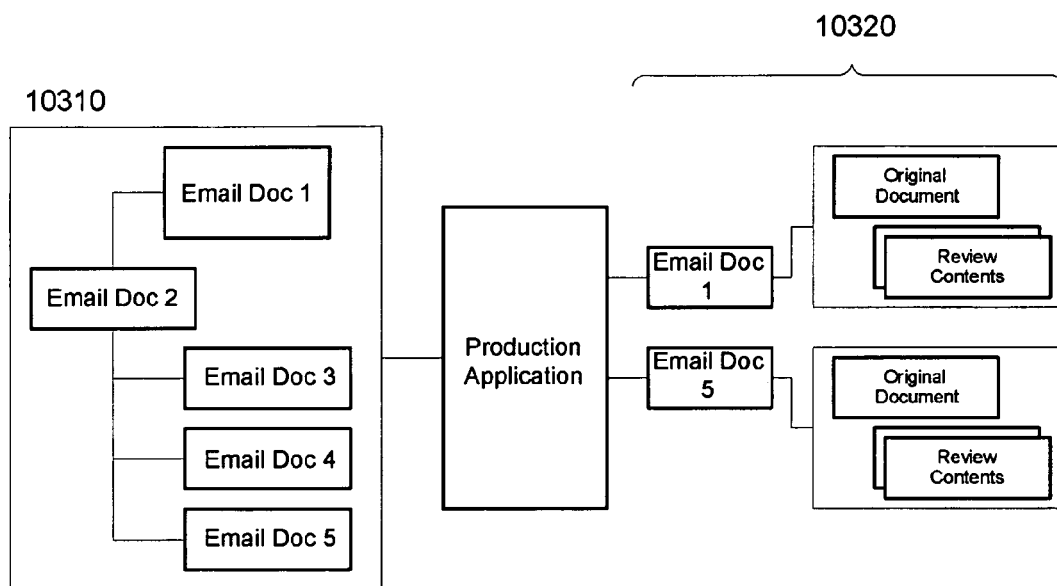 10320
10310
Email Doc 1
Email Doc 2
Email Doc 3
Email Doc 4
Email Doc 5
Production
Application
Email Doc
1
Email Doc
5
Original
Document
Review
Contents
Original
Document
Review
Contents